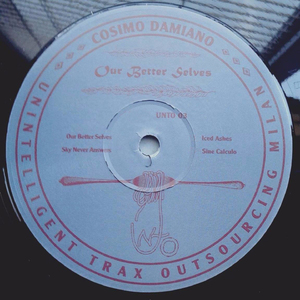 COSIMO DAMIANO
Our Better Selves
UNTO 03
Our Better Selves
Sky Never Answers
Iced Ashes
Sine Calculo
UNINTELLIGENT TRAX OUTSOURCING MILAN